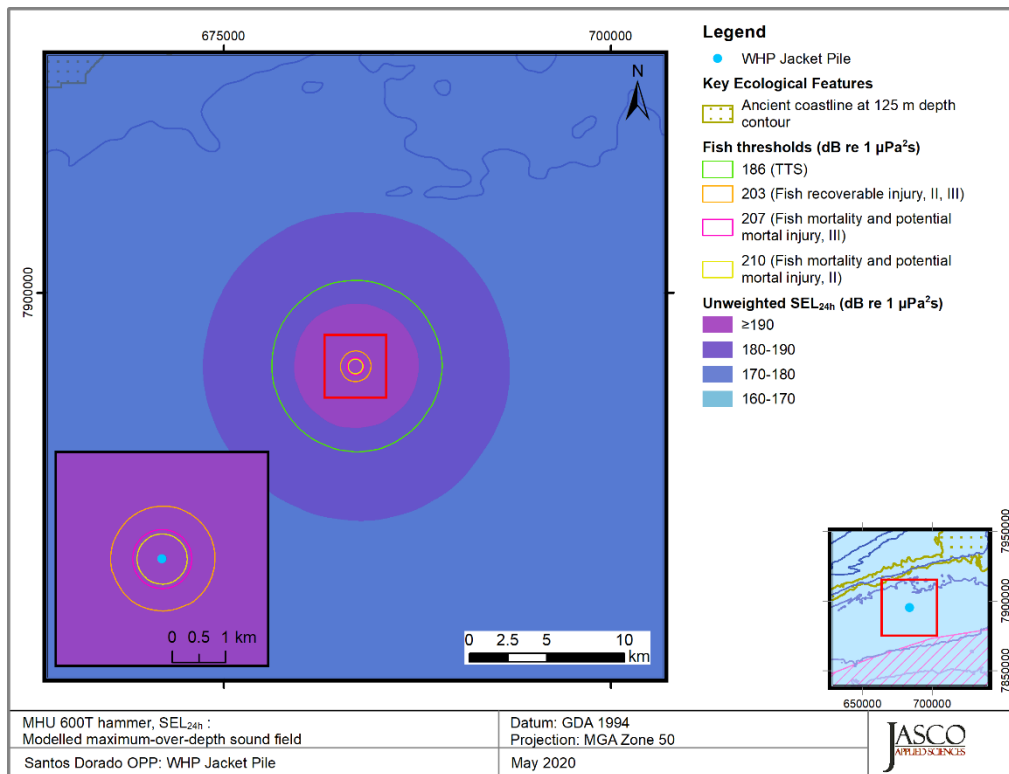 675000
700000
7900000
N
0 0.5 1 km
0 2.5 5 10
km
Legend
WHP Jacket Pile
Key Ecological Features
Ancient coastline at 125 m depth
contour
Fish thresholds (dB re 1 µPa²s)
186 (TTS)
203 (Fish recoverable injury, II, III)
207 (Fish mortality and potential
mortal injury, III)
210 (Fish mortality and potential
mortal injury, II)
Unweighted SEL₂₄ₕ (dB re 1 µPa²s)
≥190
180-190
170-180
160-170
7950000
7900000
7850000
650000 700000
MHU 600T hammer, SEL₂₄ₕ :
Modelled maximum-over-depth sound field
Santos Dorado OPP: WHP Jacket Pile
Datum: GDA 1994
Projection: MGA Zone 50
May 2020
JASCO
APPLIED SCIENCES